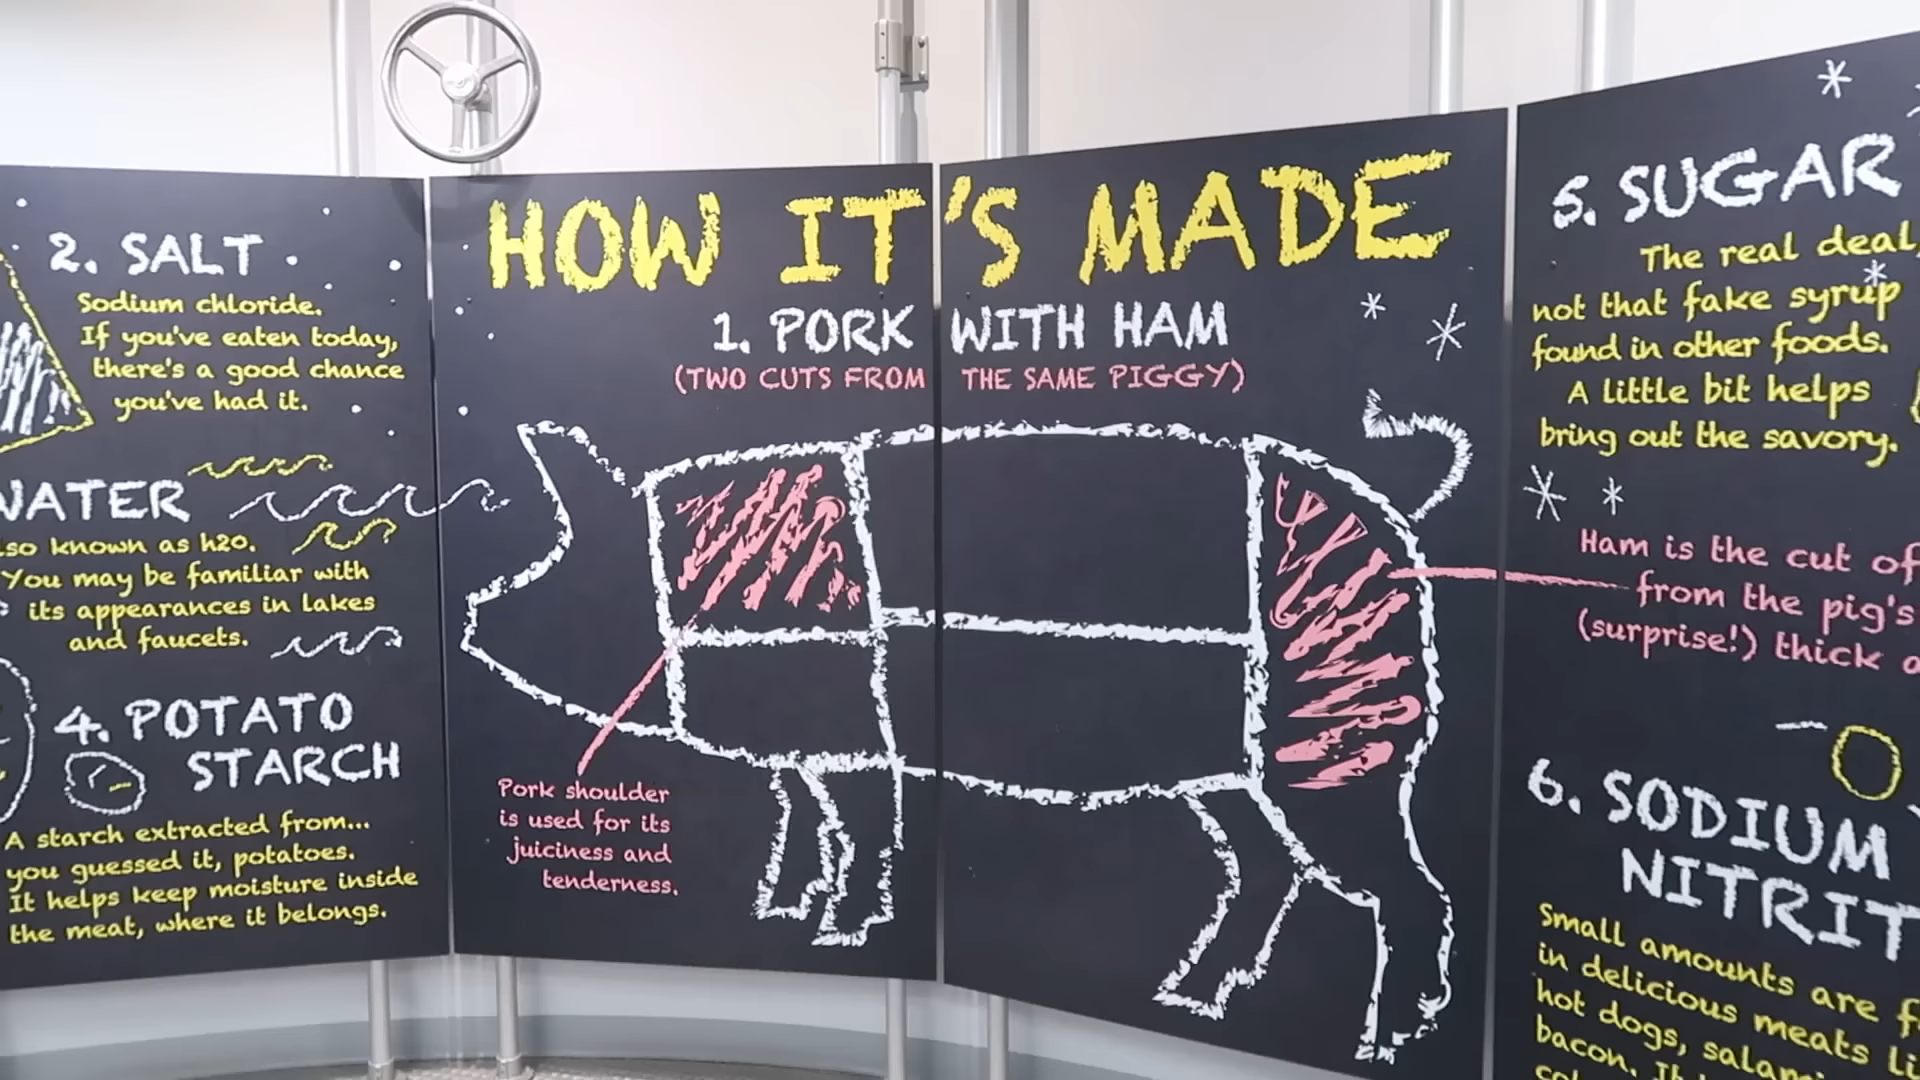 2. SALT
Sodium chloride.
If you've eaten today,
there's a good chance
you've had it.
WATER
so known as h2o.
You may be familiar with
its appearances in lakes
and faucets.
4. POTATO
STARCH
A starch extracted from...
you guessed it, potatoes.
It helps keep moisture inside
the meat, where it belongs.
HOW IT'S MADE
1. PORK WITH HAM
(TWO CUTS FROM THE SAME PIGGY)
Pork shoulder
is used for its
juiciness and
tenderness.
5. SUGAR
The real deal,
not that fake syrup
found in other foods.
A little bit helps
bring out the savory.
Ham is the cut of
from the pig's
(surprise!) thick
6. SODIUM
NITRIT
Small amounts are
in delicious meats
hot dogs, salami
bacon. It